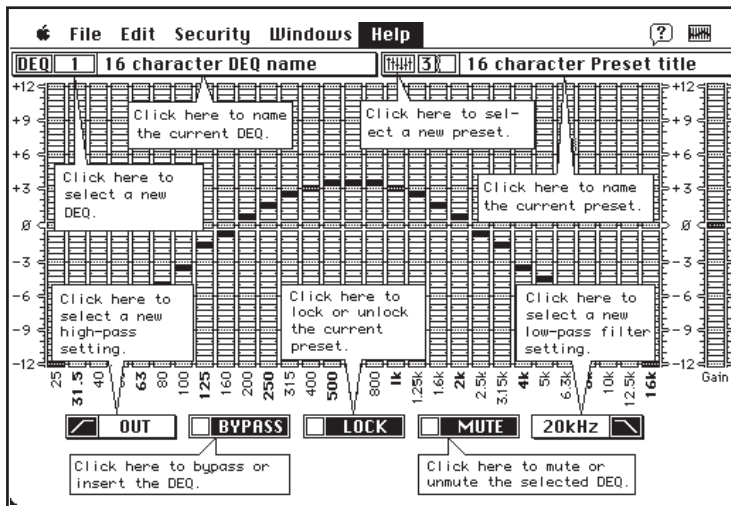 File Edit Security Windows Help ?
DEQ 1 16 character DEQ name 3 16 character Preset title
+12 +12
Click here to name
the current DEQ.
Click here to sel-
ect a new preset.
+9 +9
+6 +6
Click here to
select a new
DEQ.
Click here to name
the current preset.
+3 +3
Ø Ø
-3 -3
Click here to
select a new
high-pass
setting.
Click here to
lock or unlock
the current
preset.
Click here to
select a new
low-pass filter
setting.
-6 -6
-9 -9
-12 -12
25 31.5 40 63 80 100 125 160 200 250 315 400 500 800 1k 1.25k 1.6k 2k 2.5k 3.15k 4k 5k 6.3k 10k 12.5k 16k Gain
OUT BYPASS LOCK MUTE 20kHz
Click here to bypass or
insert the DEQ.
Click here to mute or
unmute the selected DEQ.